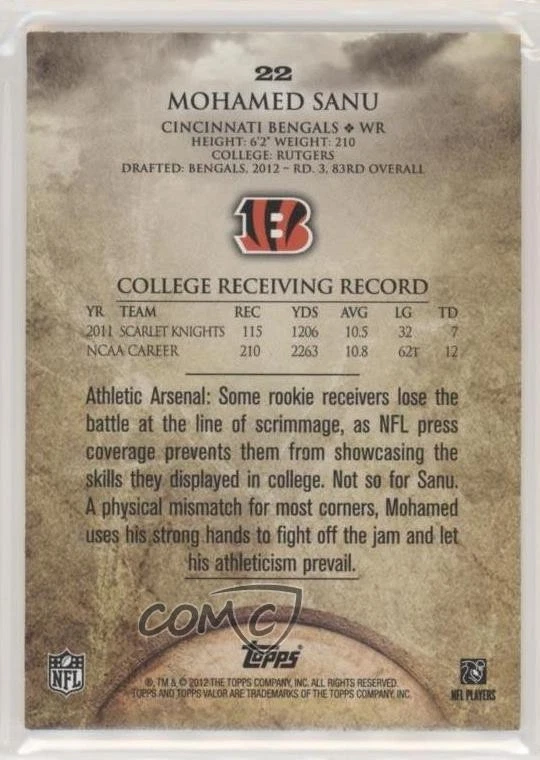 22
MOHAMED SANU
CINCINNATI BENGALS ❖ WR
HEIGHT: 6'2" WEIGHT: 210
COLLEGE: RUTGERS
DRAFTED: BENGALS, 2012 – RD. 3, 83RD OVERALL
B
COLLEGE RECEIVING RECORD
YR TEAM REC YDS AVG LG TD
2011 SCARLET KNIGHTS 115 1206 10.5 32 7
NCAA CAREER 210 2263 10.8 62T 12
Athletic Arsenal: Some rookie receivers lose the
battle at the line of scrimmage, as NFL press
coverage prevents them from showcasing the
skills they displayed in college. Not so for Sanu.
A physical mismatch for most corners, Mohamed
uses his strong hands to fight off the jam and let
his athleticism prevail.
COMC
Topps
NFL
NFL PLAYERS
®, TM & © 2012 THE TOPPS COMPANY, INC. ALL RIGHTS RESERVED.
TOPPS AND TOPPS VALOR ARE TRADEMARKS OF THE TOPPS COMPANY, INC.